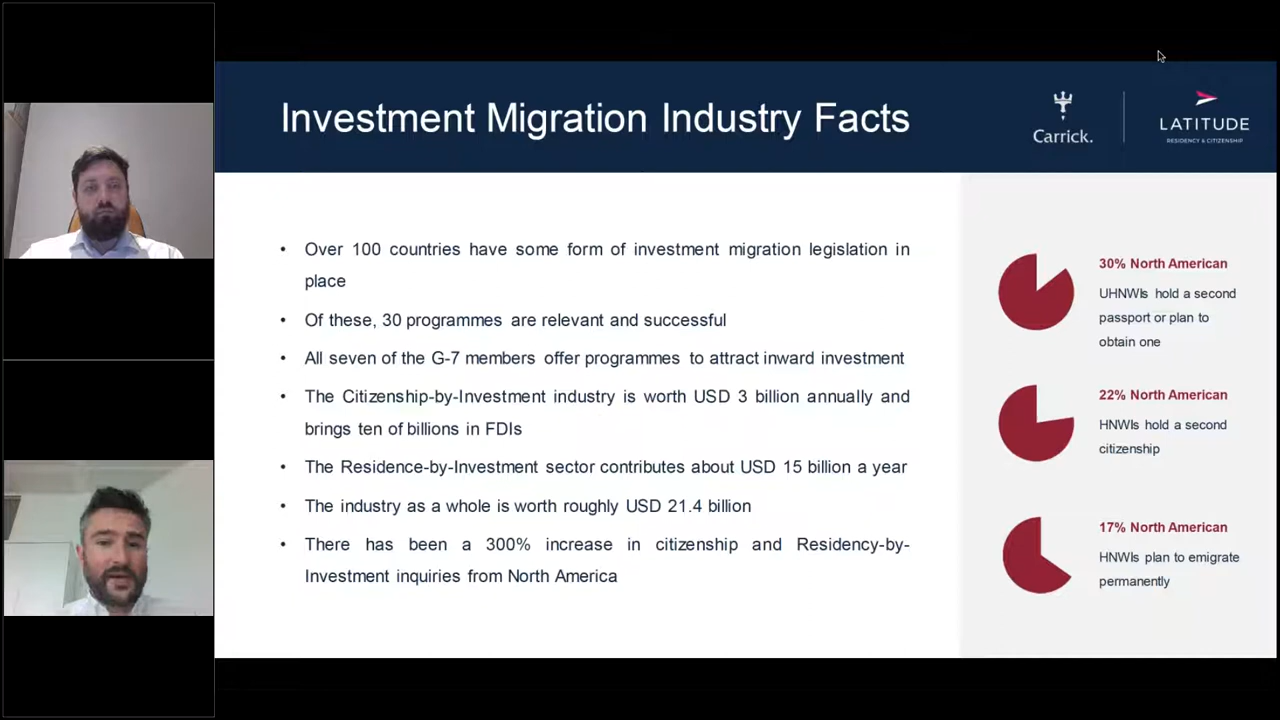 Investment Migration Industry Facts
Carrick.
LATITUDE
RESIDENCY & CITIZENSHIP
• Over 100 countries have some form of investment migration legislation in
place
• Of these, 30 programmes are relevant and successful
• All seven of the G-7 members offer programmes to attract inward investment
• The Citizenship-by-Investment industry is worth USD 3 billion annually and
brings ten of billions in FDIs
• The Residence-by-Investment sector contributes about USD 15 billion a year
• The industry as a whole is worth roughly USD 21.4 billion
• There has been a 300% increase in citizenship and Residency-by-
Investment inquiries from North America
30% North American
UHNWIs hold a second
passport or plan to
obtain one
22% North American
HNWIs hold a second
citizenship
17% North American
HNWIs plan to emigrate
permanently